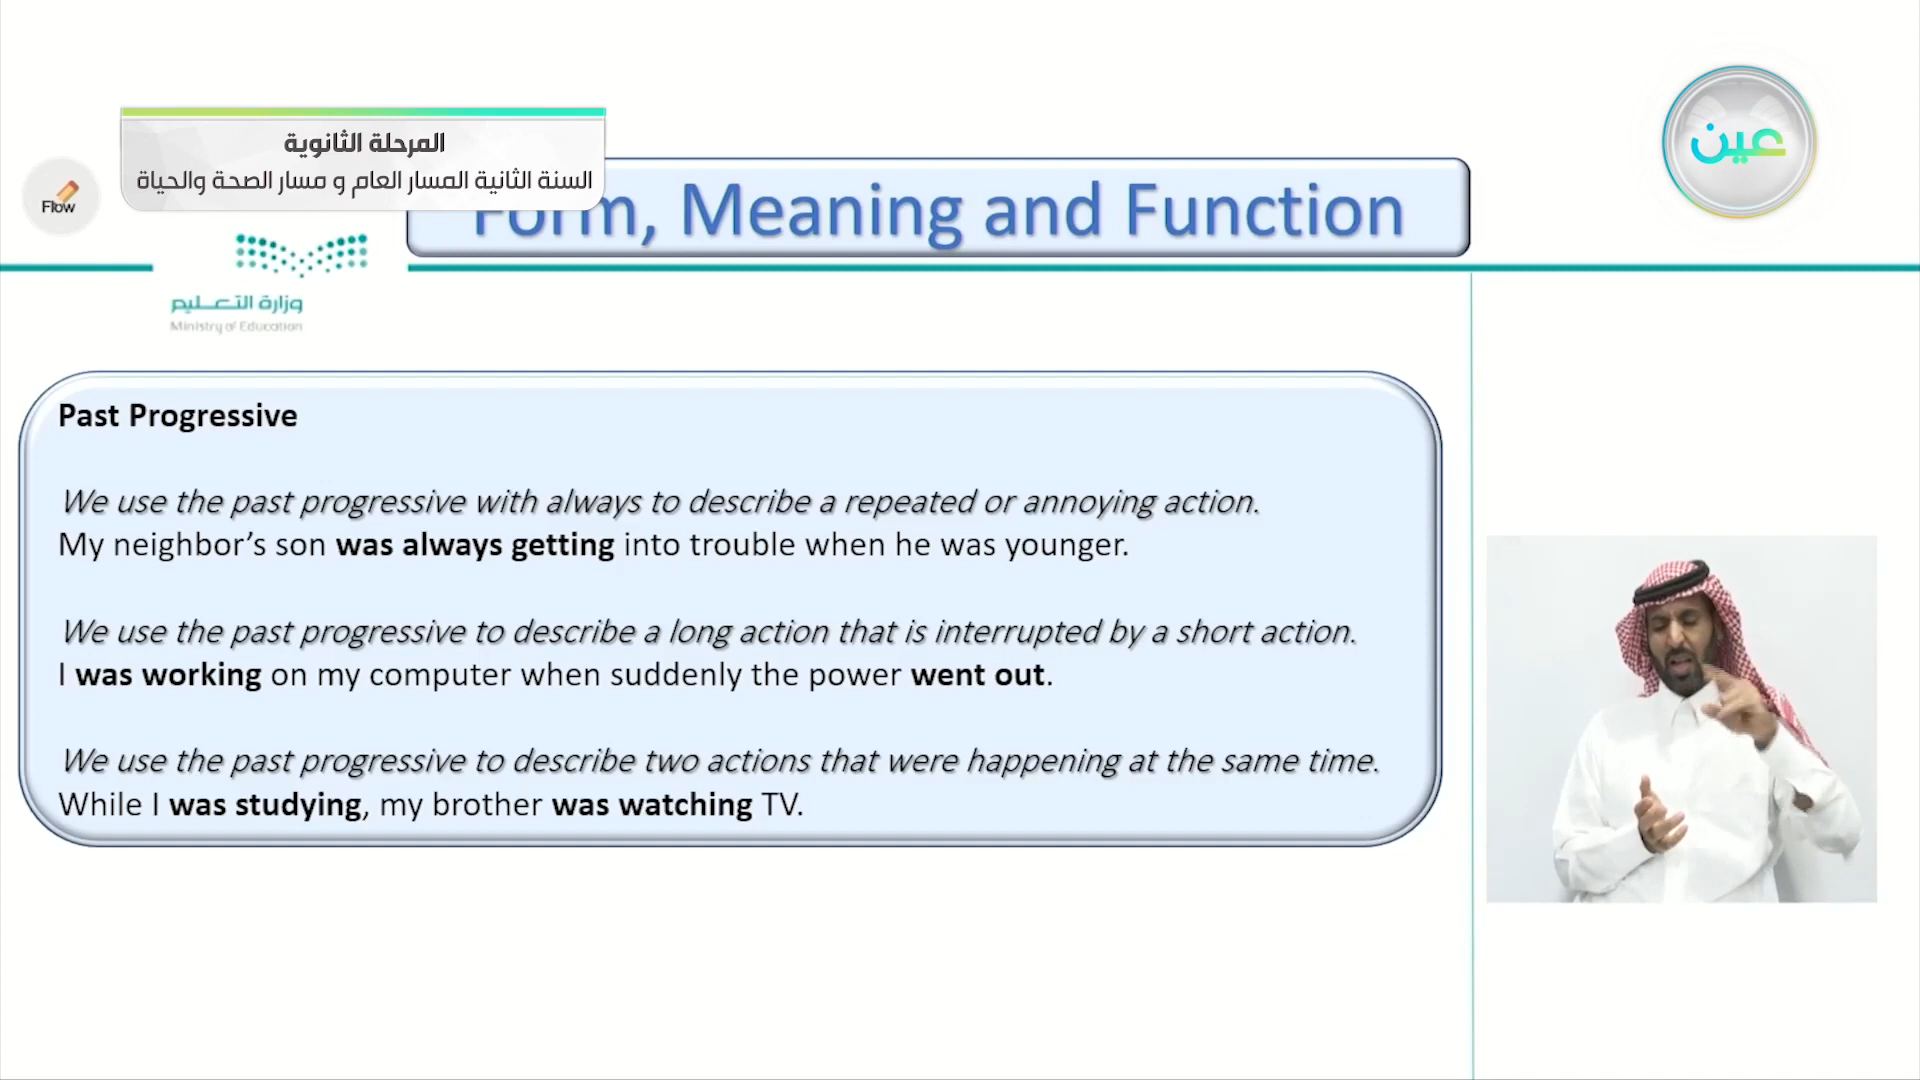 المرحلة الثانوية
السنة الثانية المسار العام و مسار الصحة والحياة
عين
Flow
Form, Meaning and Function
وزارة التعليم
Ministry of Education
Past Progressive
We use the past progressive with always to describe a repeated or annoying action.
My neighbor’s son was always getting into trouble when he was younger.
We use the past progressive to describe a long action that is interrupted by a short action.
I was working on my computer when suddenly the power went out.
We use the past progressive to describe two actions that were happening at the same time.
While I was studying, my brother was watching TV.